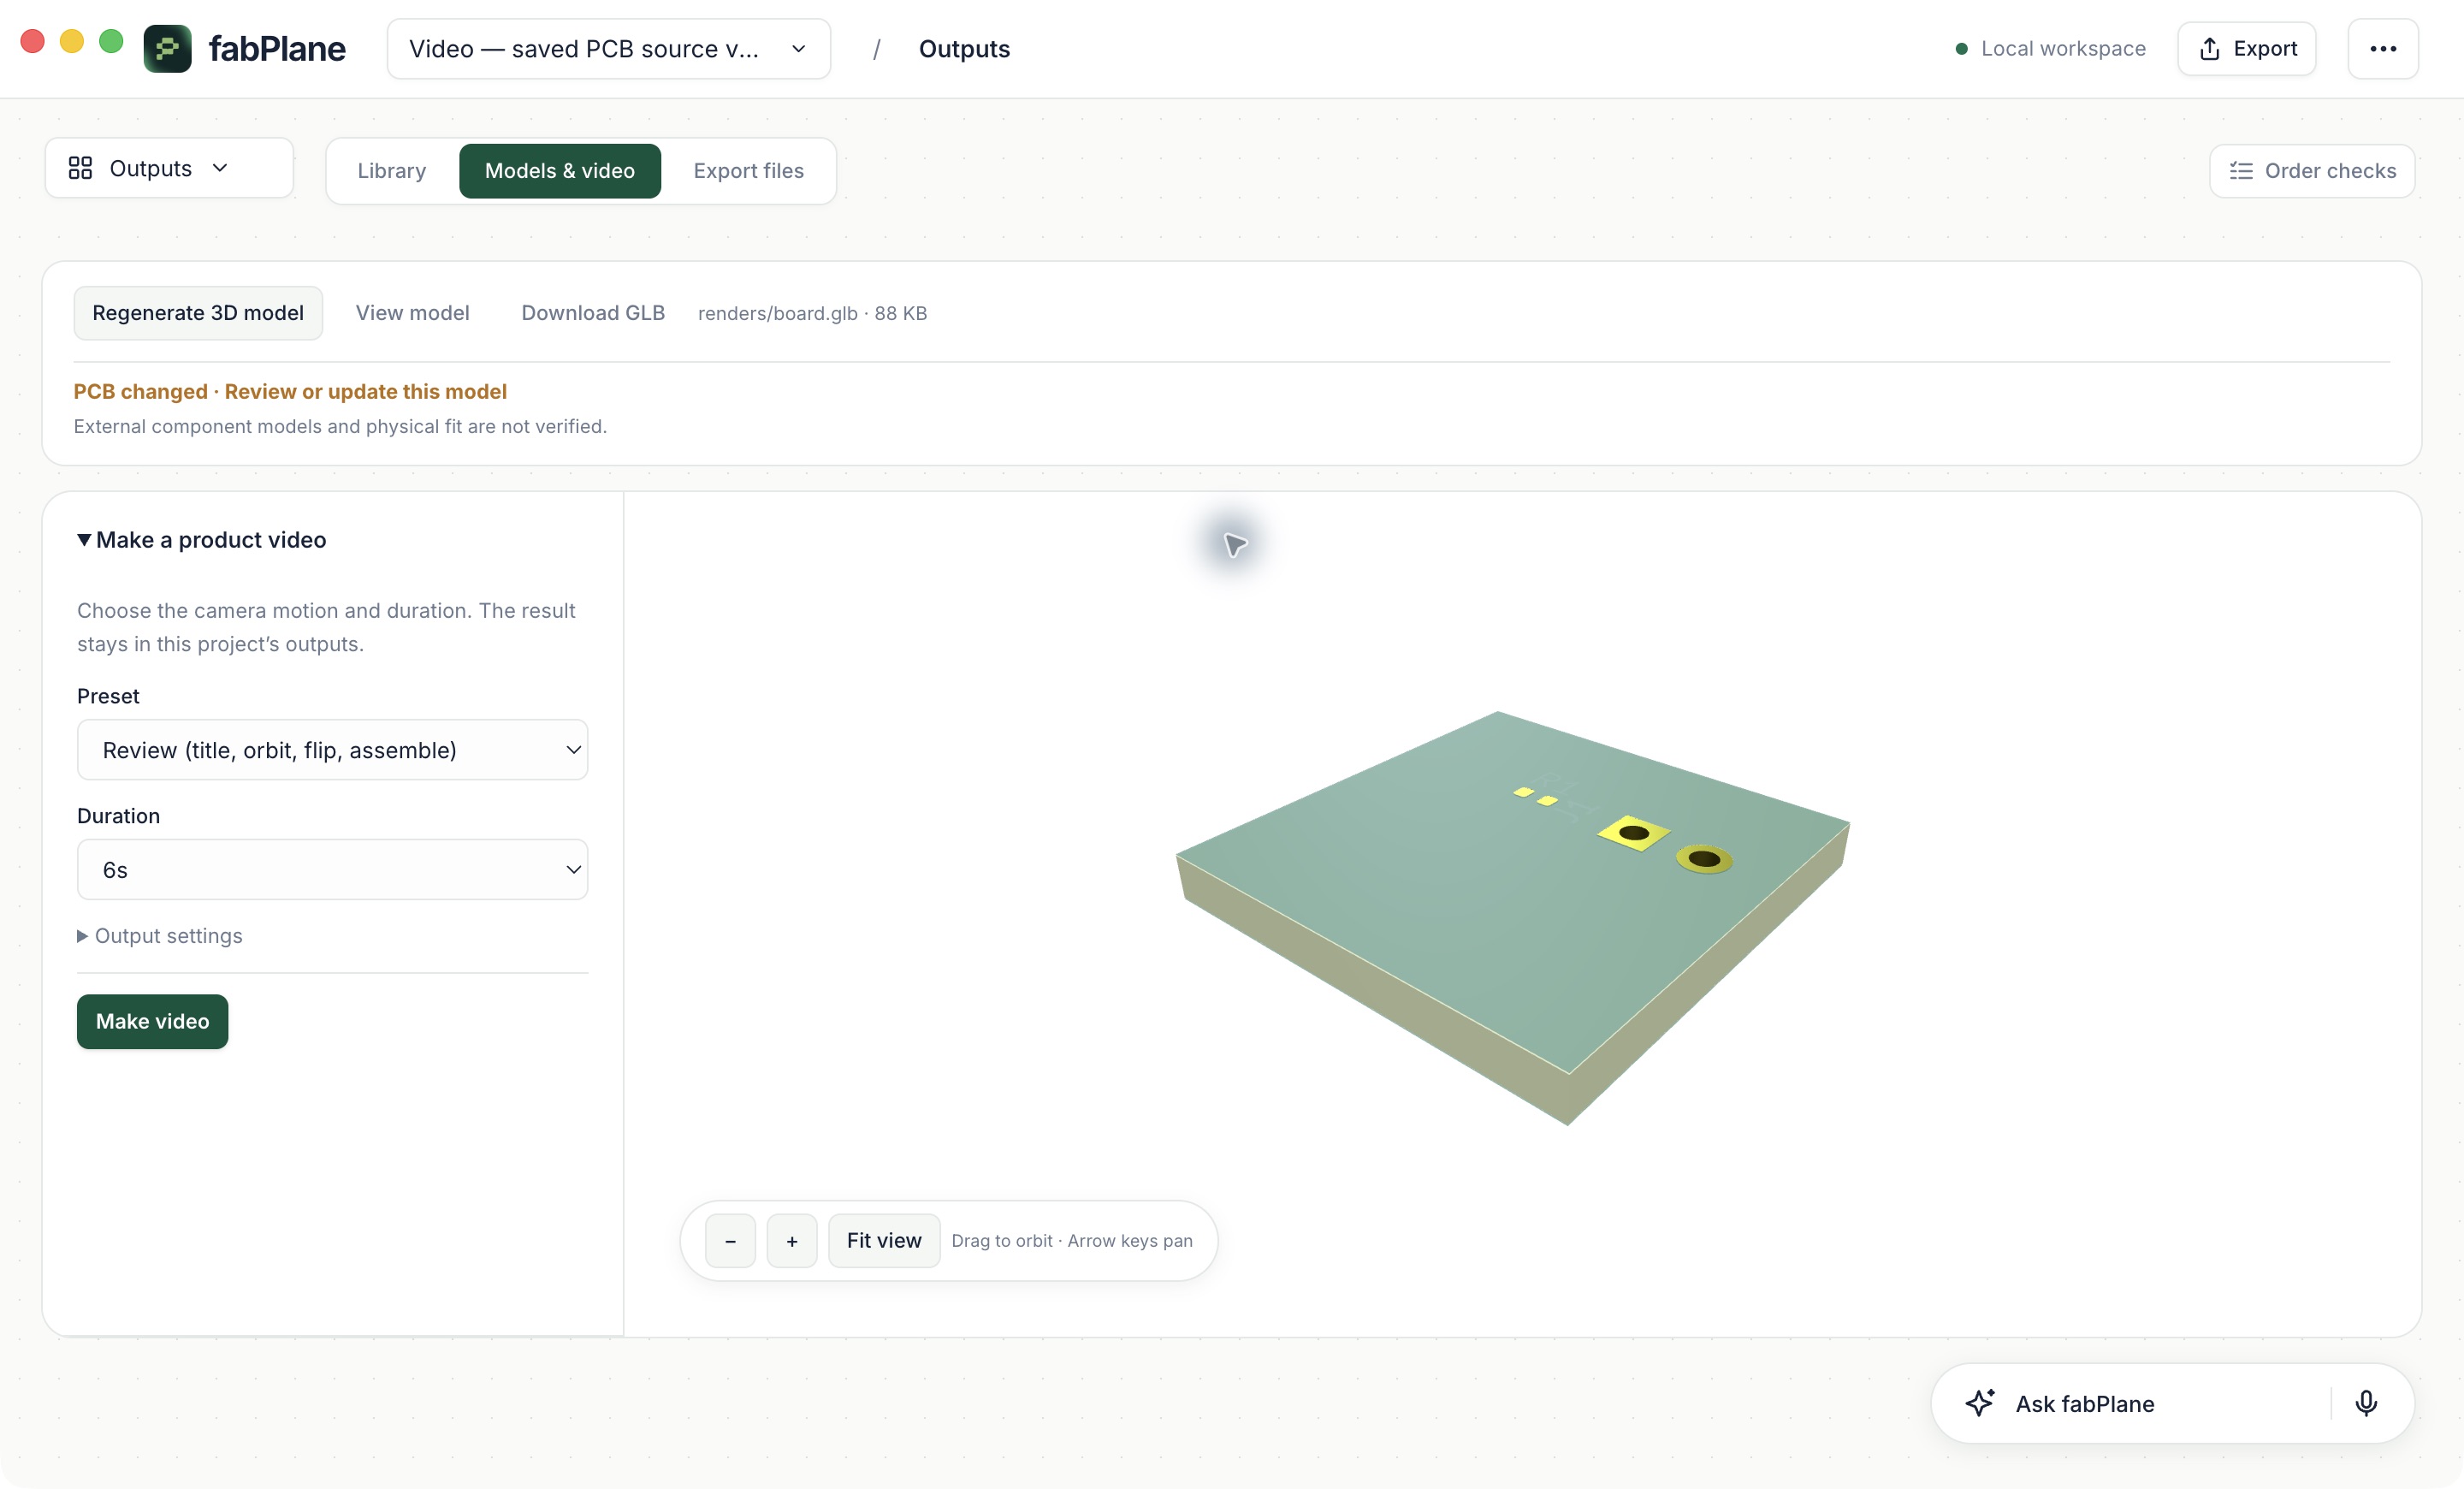 fabPlane
Video — saved PCB source v...
/
Outputs
Local workspace
Export
Outputs
Library
Models & video
Export files
Order checks
Regenerate 3D model
View model
Download GLB
renders/board.glb · 88 KB
PCB changed · Review or update this model
External component models and physical fit are not verified.
Make a product video
Choose the camera motion and duration. The result
stays in this project’s outputs.
Preset
Review (title, orbit, flip, assemble)
Duration
6s
Output settings
Make video
−
+
Fit view
Drag to orbit · Arrow keys pan
Ask fabPlane